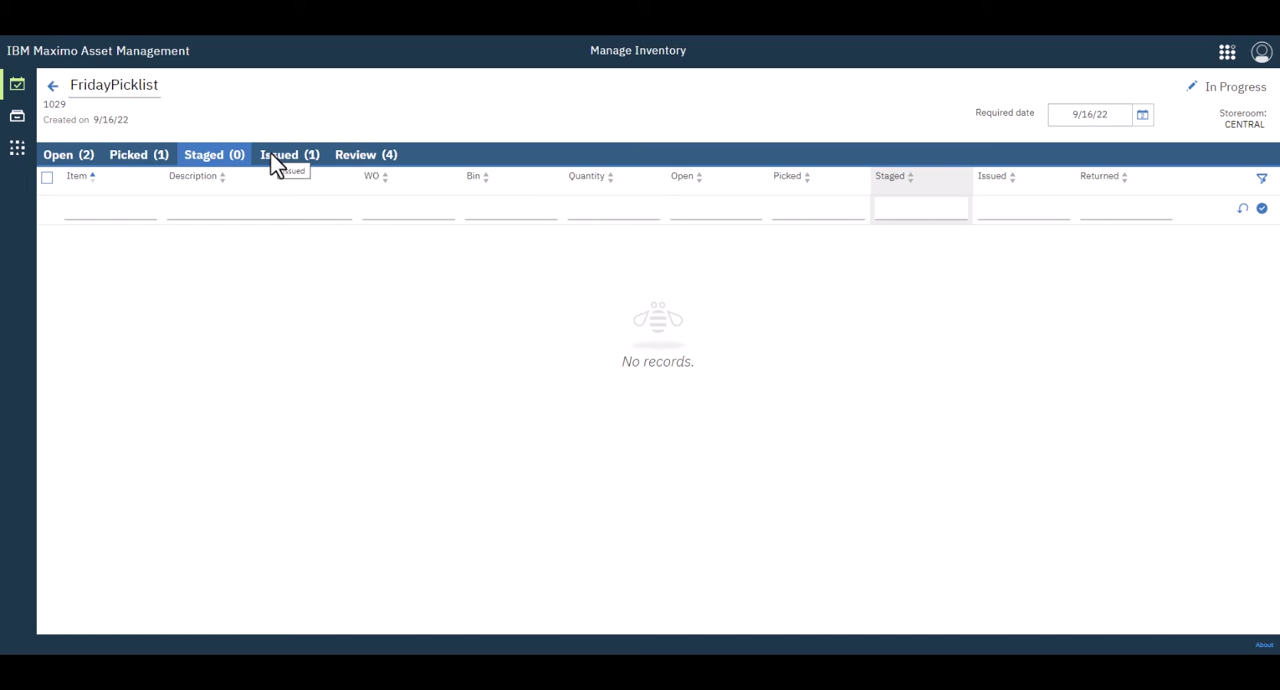 IBM Maximo Asset Management
Manage Inventory
FridayPicklist
In Progress
1029
Created on 9/16/22
Required date
9/16/22
Storeroom:
CENTRAL
Open (2) Picked (1) Staged (0) Issued (1) Review (4)
Issued
Item Description WO Bin Quantity Open Picked Staged Issued Returned
No records.
About